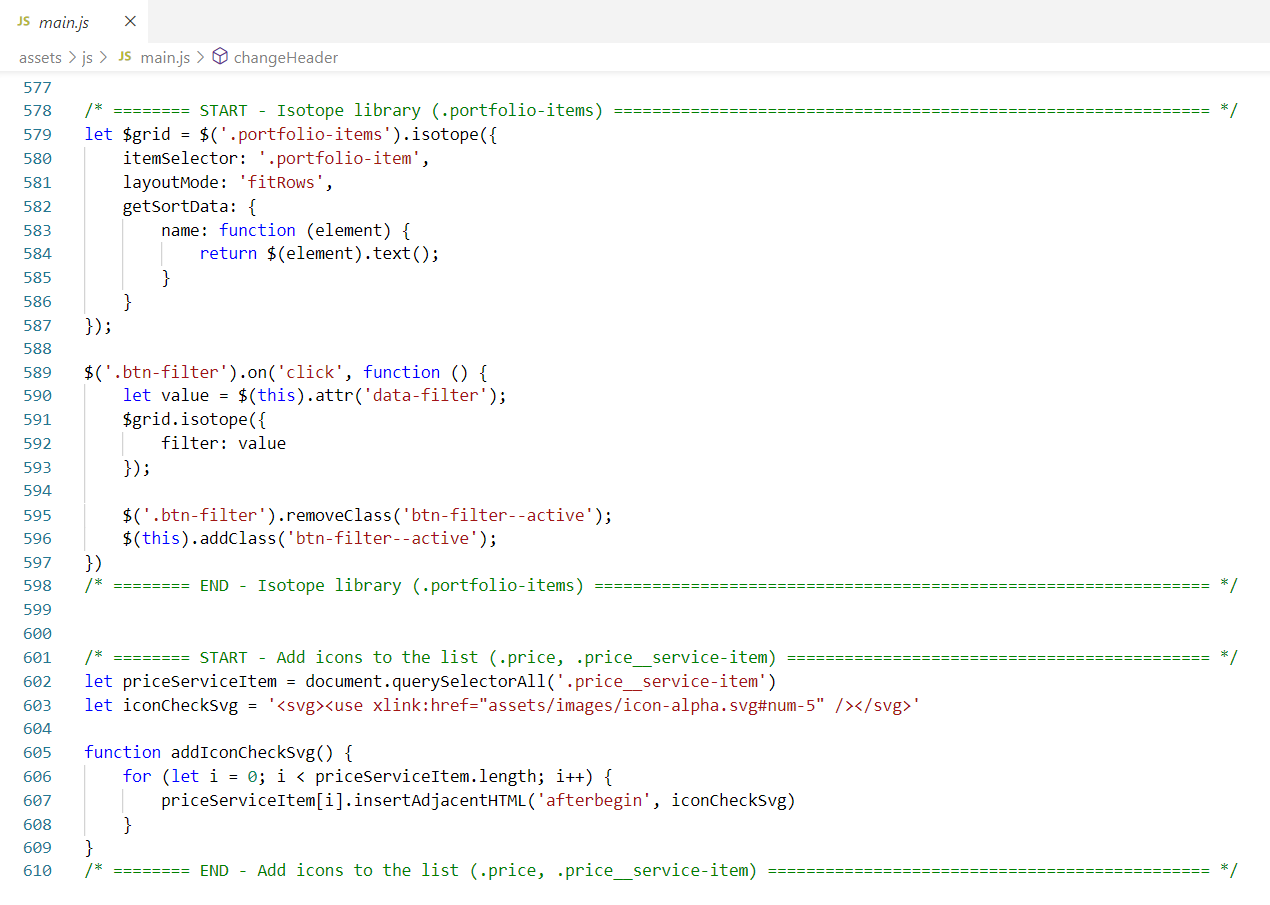 JS main.js ×
assets > js > JS main.js > changeHeader
577
578 /* ======== START - Isotope library (.portfolio-items) ============================================================== */
579 let $grid = $('.portfolio-items').isotope({
580     itemSelector: '.portfolio-item',
581     layoutMode: 'fitRows',
582     getSortData: {
583         name: function (element) {
584             return $(element).text();
585         }
586     }
587 });
588
589 $('.btn-filter').on('click', function () {
590     let value = $(this).attr('data-filter');
591     $grid.isotope({
592         filter: value
593     });
594
595     $('.btn-filter').removeClass('btn-filter--active');
596     $(this).addClass('btn-filter--active');
597 })
598 /* ======== END - Isotope library (.portfolio-items) ================================================================ */
599
600
601 /* ======== START - Add icons to the list (.price, .price__service-item) ============================================ */
602 let priceServiceItem = document.querySelectorAll('.price__service-item')
603 let iconCheckSvg = '<svg><use xlink:href="assets/images/icon-alpha.svg#num-5" /></svg>'
604
605 function addIconCheckSvg() {
606     for (let i = 0; i < priceServiceItem.length; i++) {
607         priceServiceItem[i].insertAdjacentHTML('afterbegin', iconCheckSvg)
608     }
609 }
610 /* ======== END - Add icons to the list (.price, .price__service-item) ============================================== */